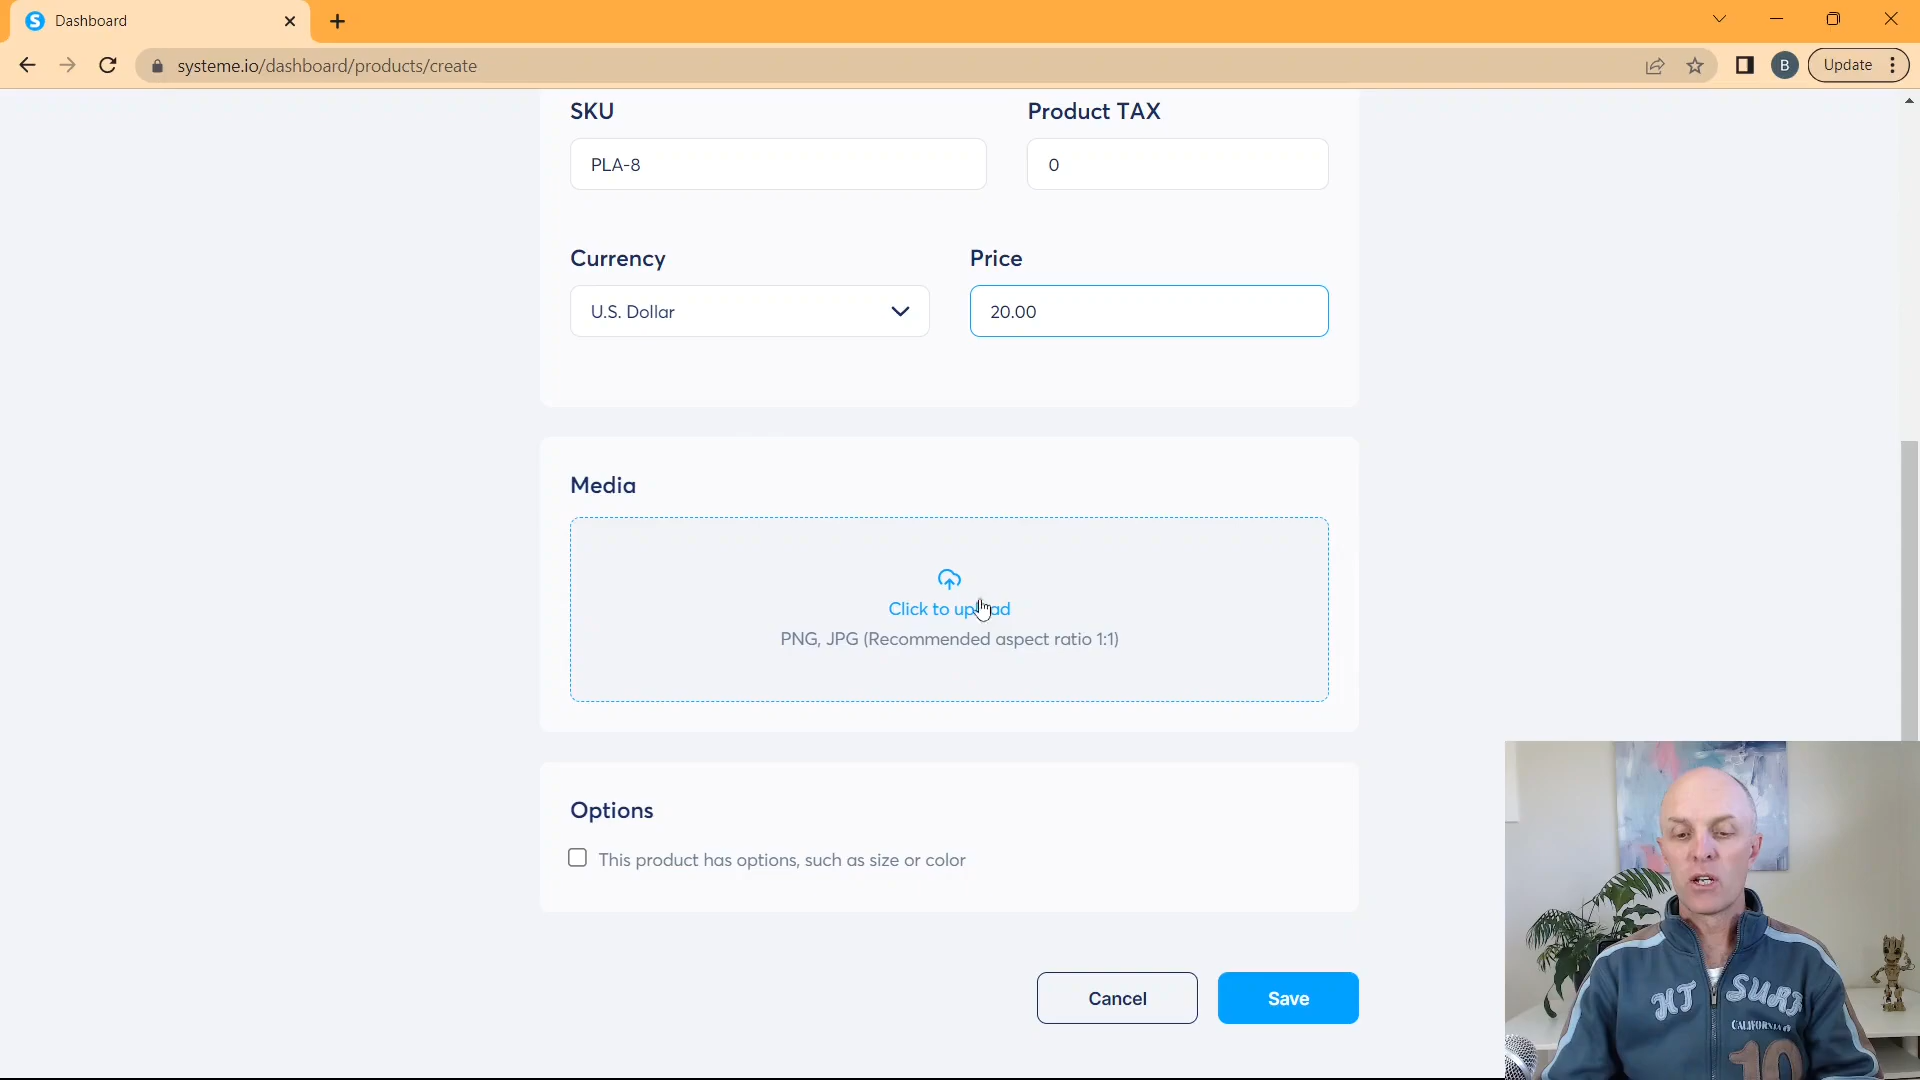 Dashboard
systeme.io/dashboard/products/create
B
Update
SKU
Product TAX
PLA-8
0
Currency
Price
U.S. Dollar
20.00
Media
Click to upload
PNG, JPG (Recommended aspect ratio 1:1)
Options
This product has options, such as size or color
Cancel
Save
HT SURF
CALIFORNIA
10